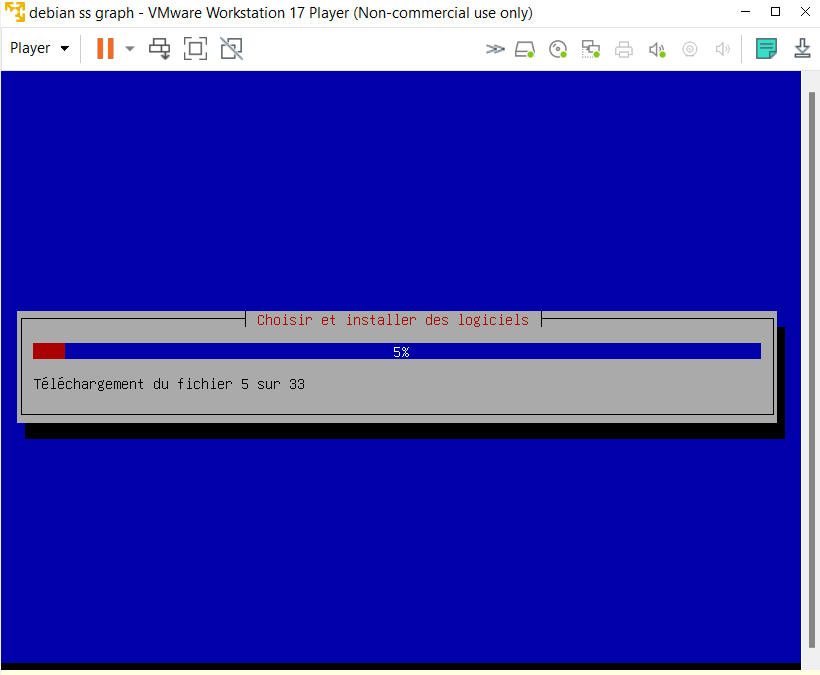 debian ss graph - VMware Workstation 17 Player (Non-commercial use only)
Player
Choisir et installer des logiciels
5%
Téléchargement du fichier 5 sur 33